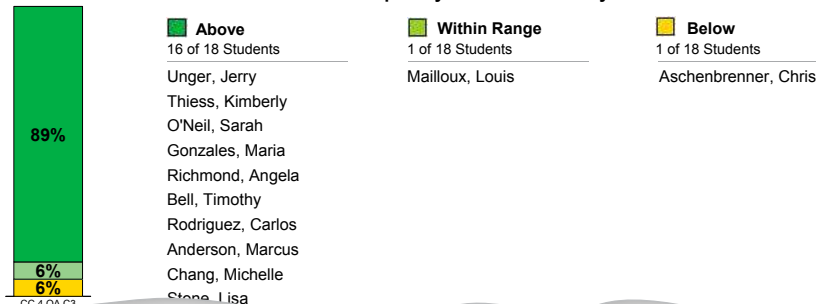 Above
16 of 18 Students
Unger, Jerry
Thiess, Kimberly
O'Neil, Sarah
Gonzales, Maria
Richmond, Angela
Bell, Timothy
Rodriguez, Carlos
Anderson, Marcus
Chang, Michelle
Stone, Lisa
Within Range
1 of 18 Students
Mailloux, Louis
Below
1 of 18 Students
Aschenbrenner, Chris
89%
6%
6%